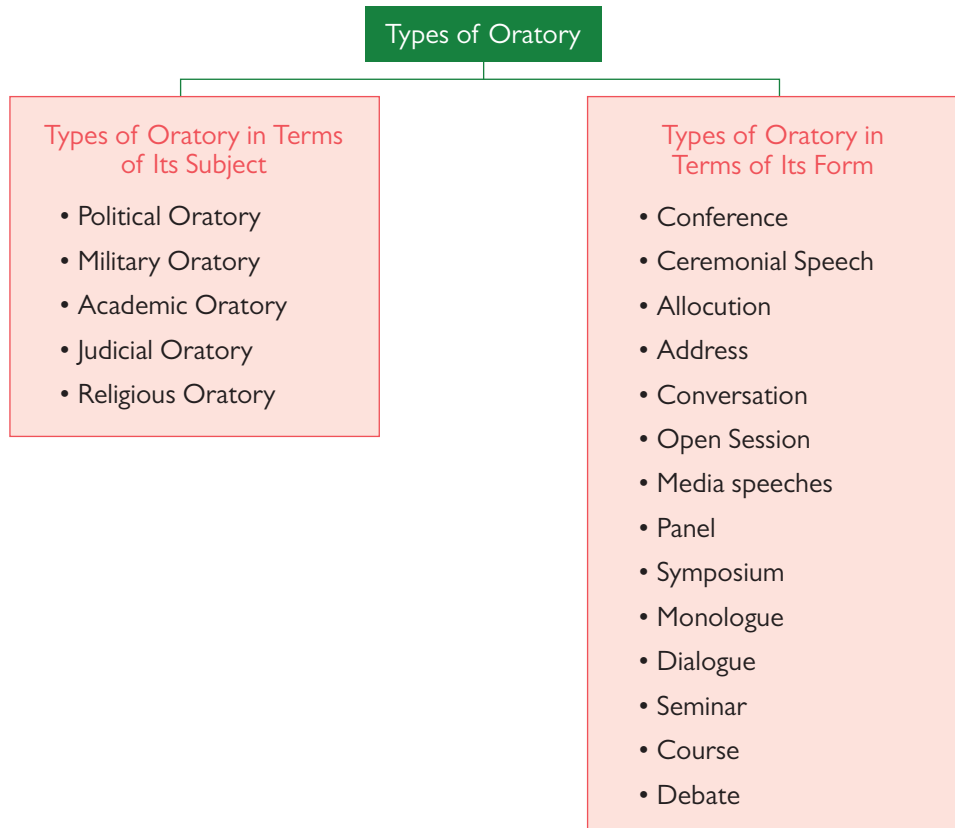 Types of Oratory
Types of Oratory in Terms
of Its Subject
• Political Oratory
• Military Oratory
• Academic Oratory
• Judicial Oratory
• Religious Oratory
Types of Oratory in
Terms of Its Form
• Conference
• Ceremonial Speech
• Allocution
• Address
• Conversation
• Open Session
• Media speeches
• Panel
• Symposium
• Monologue
• Dialogue
• Seminar
• Course
• Debate